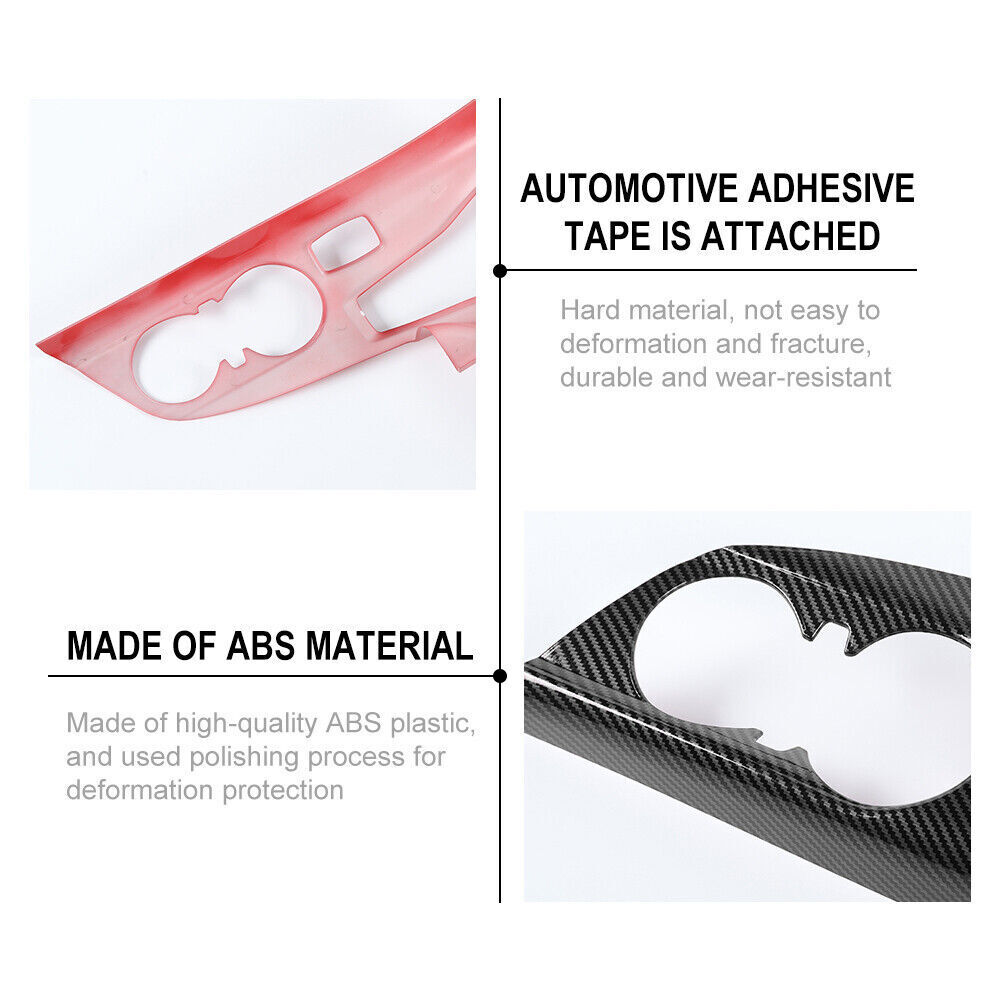 AUTOMOTIVE ADHESIVE
TAPE IS ATTACHED
Hard material, not easy to
deformation and fracture,
durable and wear-resistant
MADE OF ABS MATERIAL
Made of high-quality ABS plastic,
and used polishing process for
deformation protection